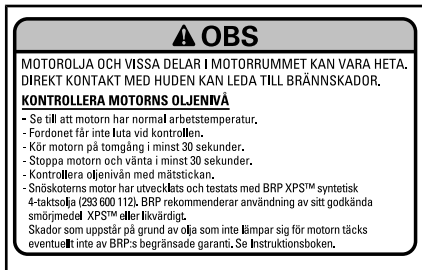 ⚠ OBS
MOTOROLJA OCH VISSA DELAR I MOTORRUMMET KAN VARA HETA.
DIREKT KONTAKT MED HUDEN KAN LEDA TILL BRÄNNSKADOR.
KONTROLLERA MOTORNS OLJENIVÅ
- Se till att motorn har normal arbetstemperatur.
- Fordonet får inte luta vid kontrollen.
- Kör motorn på tomgång i minst 30 sekunder.
- Stoppa motorn och vänta i minst 30 sekunder.
- Kontrollera oljenivån med mätstickan.
- Snöskoterns motor har utvecklats och testats med BRP XPS™ syntetisk
4-taktsolja (293 600 112). BRP rekommenderar användning av sitt godkända
smörjmedel XPS™ eller likvärdigt.
Skador som uppstår på grund av olja som inte lämpar sig för motorn täcks
eventuellt inte av BRP:s begränsade garanti. Se Instruktionsboken.